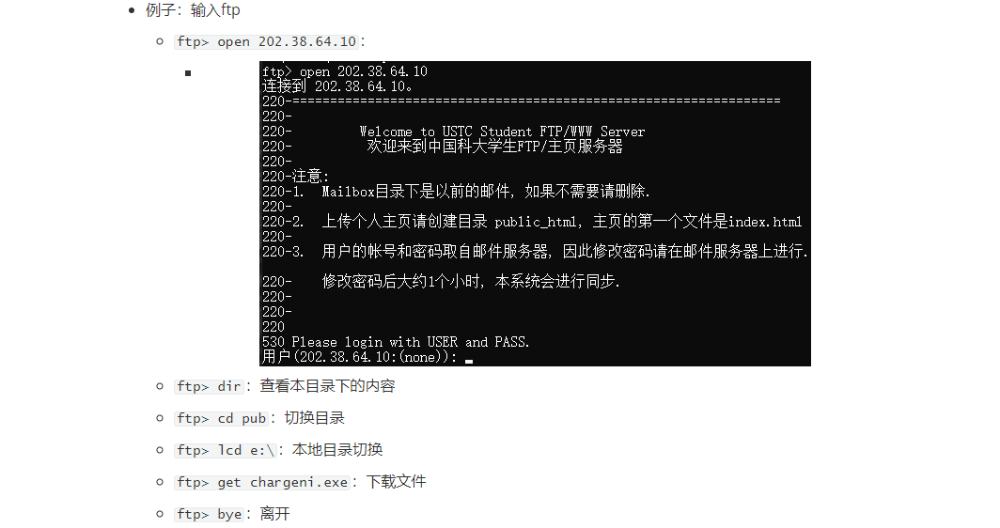 例子：输入ftp
ftp> open 202.38.64.10：
ftp> open 202.38.64.10
连接到 202.38.64.10。
220-=================================================================
220-
220-         Welcome to USTC Student FTP/WWW Server
220-          欢迎来到中国科大学生FTP/主页服务器
220-
220-注意：
220-1.  Mailbox目录下是以前的邮件, 如果不需要请删除.
220-
220-2.  上传个人主页请创建目录 public_html, 主页的第一个文件是index.html
220-
220-3.  用户的帐号和密码取自邮件服务器, 因此修改密码请在邮件服务器上进行.
220-    修改密码后大约1个小时, 本系统会进行同步.
220-
220-
220
530 Please login with USER and PASS.
用户(202.38.64.10:(none)):
ftp> dir：查看本目录下的内容
ftp> cd pub：切换目录
ftp> lcd e:\：本地目录切换
ftp> get chargeni.exe：下载文件
ftp> bye：离开